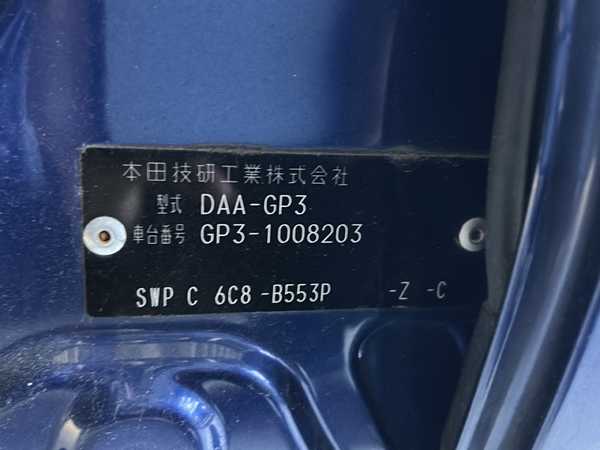 本田技研工業株式会社
型式 DAA-GP3
車台番号 GP3-1008203
SWP C 6C8 -B553P -Z -C